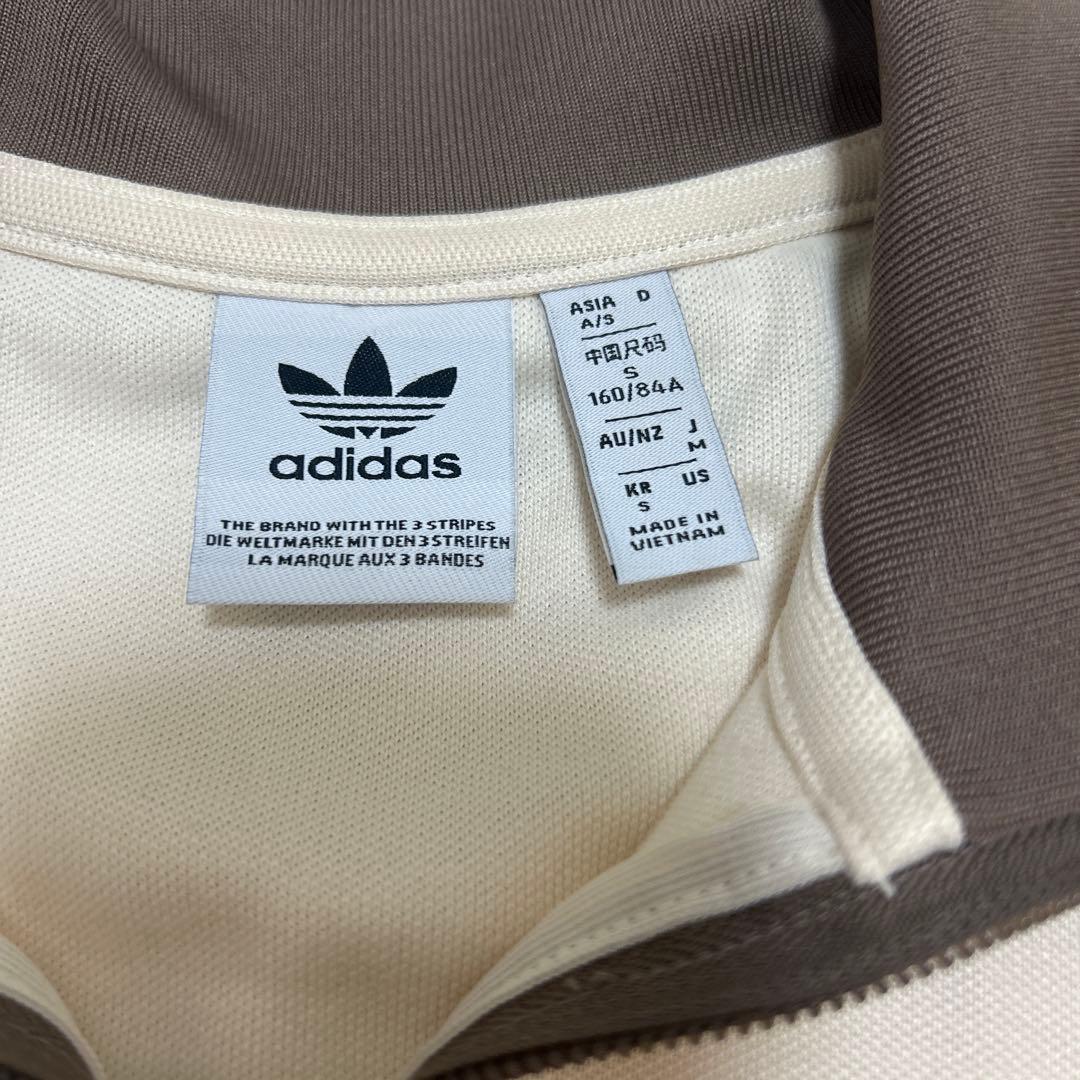 adidas
THE BRAND WITH THE 3 STRIPES
DIE WELTMARKE MIT DEN 3 STREIFEN
LA MARQUE AUX 3 BANDES
ASIA D
A/S
中国尺码
S
160/84A
AU/NZ J
M
KR US
S
MADE IN
VIETNAM